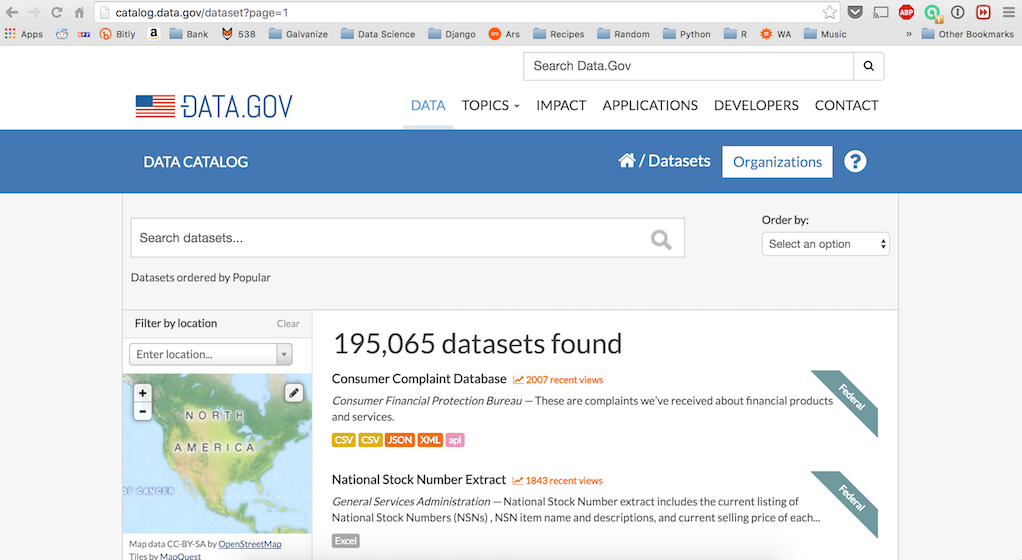 catalog.data.gov/dataset?page=1
ABP
Apps Bitly a Bank 538 Galvanize Data Science Django Ars Recipes Random Python R WA Music » Other Bookmarks
Search Data.Gov
DATA.GOV
DATA TOPICS IMPACT APPLICATIONS DEVELOPERS CONTACT
DATA CATALOG
/ Datasets Organizations ?
Order by:
Search datasets...
Select an option
Datasets ordered by Popular
Filter by location Clear
Enter location...
+
-
NORTH
AMERICA
OF CANCER
Map data CC-BY-SA by OpenStreetMap
Tiles by MapQuest
195,065 datasets found
Consumer Complaint Database 2007 recent views
Federal
Consumer Financial Protection Bureau — These are complaints we've received about financial products
and services.
CSV CSV JSON XML api
National Stock Number Extract 1843 recent views
Federal
General Services Administration — National Stock Number extract includes the current listing of
National Stock Numbers (NSNs) , NSN item name and descriptions, and current selling price of each...
Excel